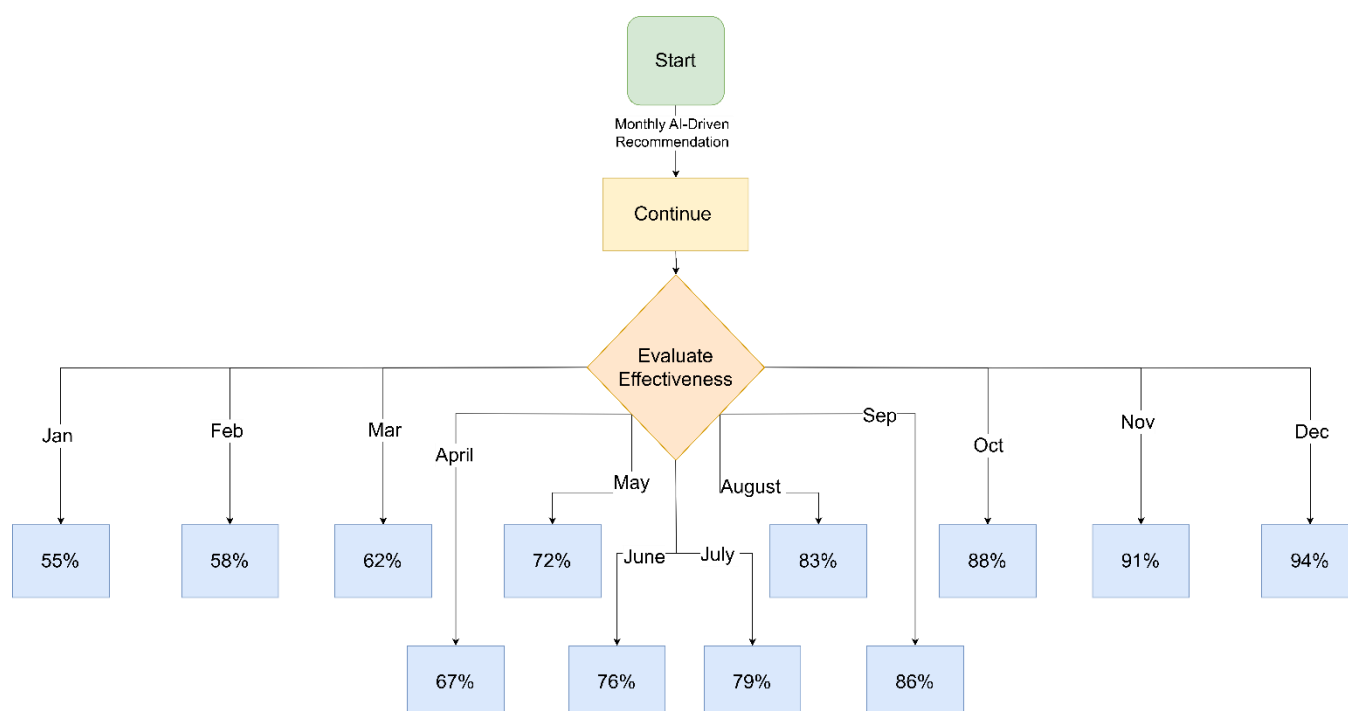 Start
Monthly AI-Driven
Recommendation
Continue
Evaluate
Effectiveness
Jan
Feb
Mar
April
May
June
July
August
Sep
Oct
Nov
Dec
55%
58%
62%
72%
83%
88%
91%
94%
67%
76%
79%
86%